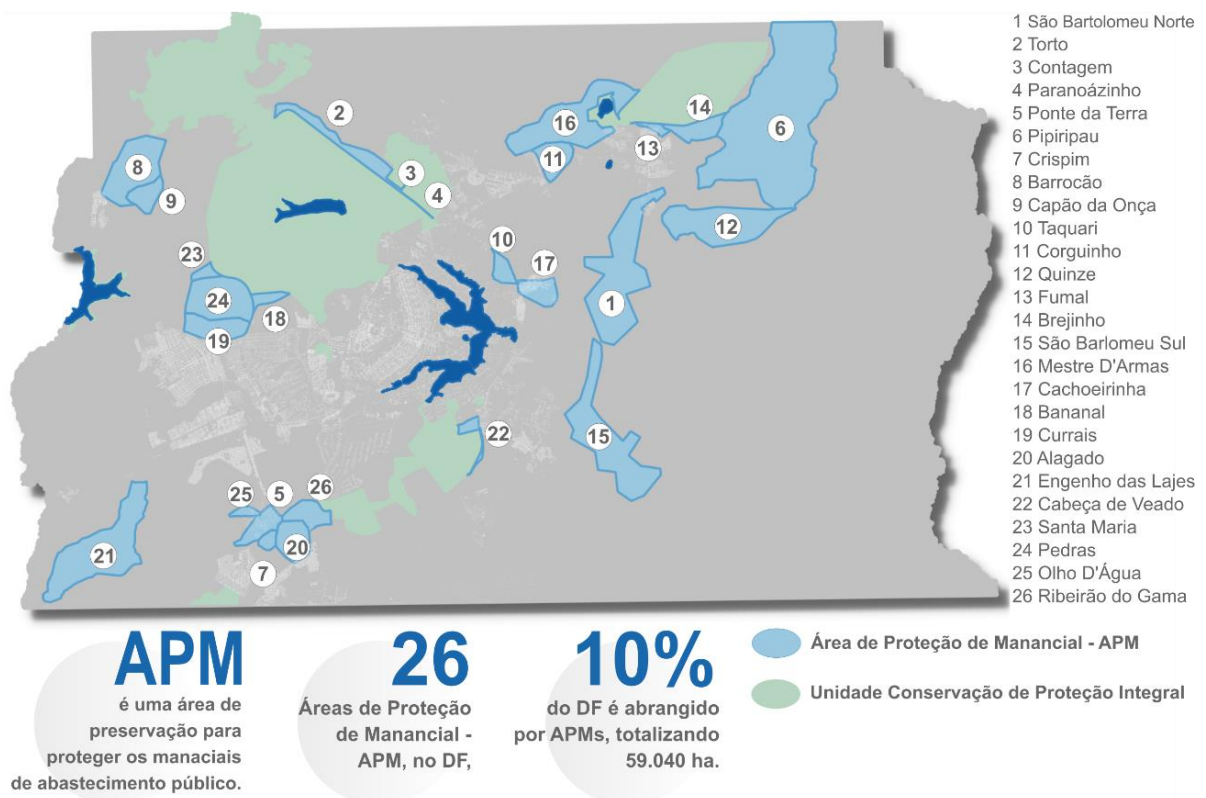 2
16
14
6
8
11
13
3
9
4
12
10
23
17
24
1
18
19
22
15
26
5
25
21
20
7
1 São Bartolomeu Norte
2 Torto
3 Contagem
4 Paranoázinho
5 Ponte da Terra
6 Pipiripau
7 Crispim
8 Barrocão
9 Capão da Onça
10 Taquari
11 Corguinho
12 Quinze
13 Fumal
14 Brejinho
15 São Barlomeu Sul
16 Mestre D'Armas
17 Cachoeirinha
18 Bananal
19 Currais
20 Alagado
21 Engenho das Lajes
22 Cabeça de Veado
23 Santa Maria
24 Pedras
25 Olho D'Água
26 Ribeirão do Gama
APM
é uma área de
preservação para
proteger os manaciais
de abastecimento público.
26
Áreas de Proteção
de Manancial -
APM, no DF,
10%
do DF é abrangido
por APMs, totalizando
59.040 ha.
Área de Proteção de Manancial - APM
Unidade Conservação de Proteção Integral